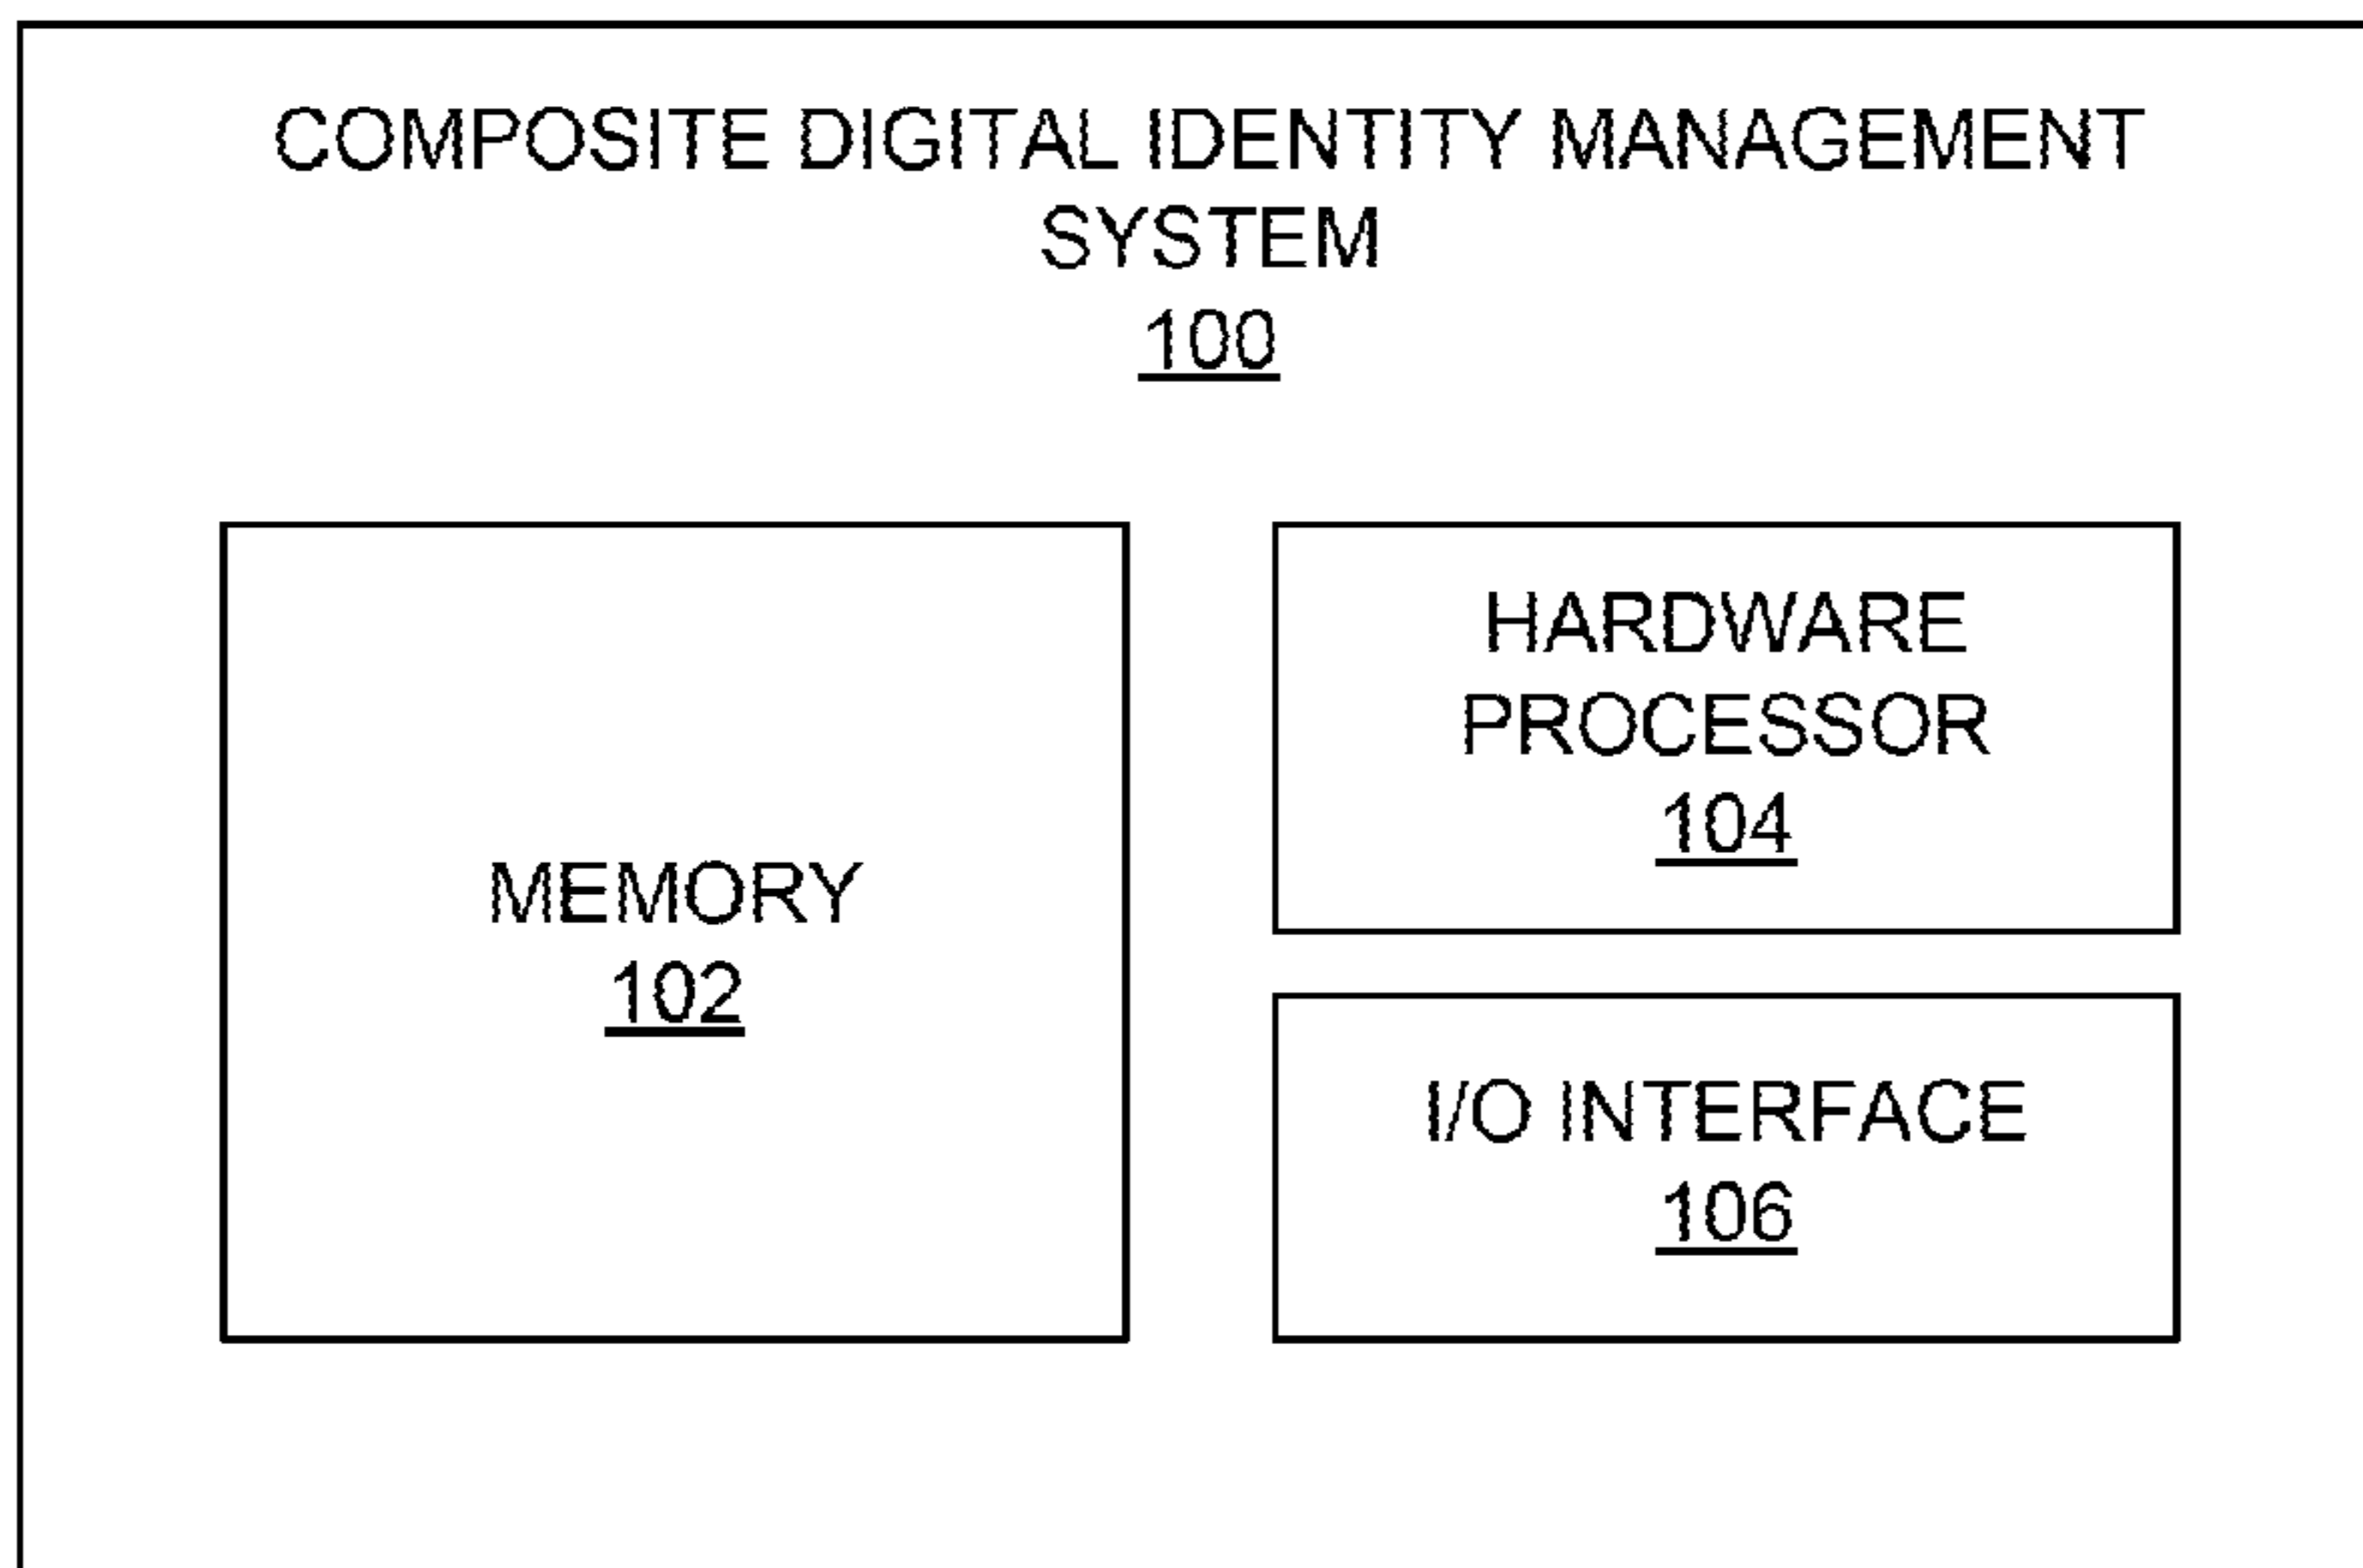 COMPOSITE DIGITAL IDENTITY MANAGEMENT
SYSTEM
100
MEMORY
102
HARDWARE
PROCESSOR
104
I/O INTERFACE
106